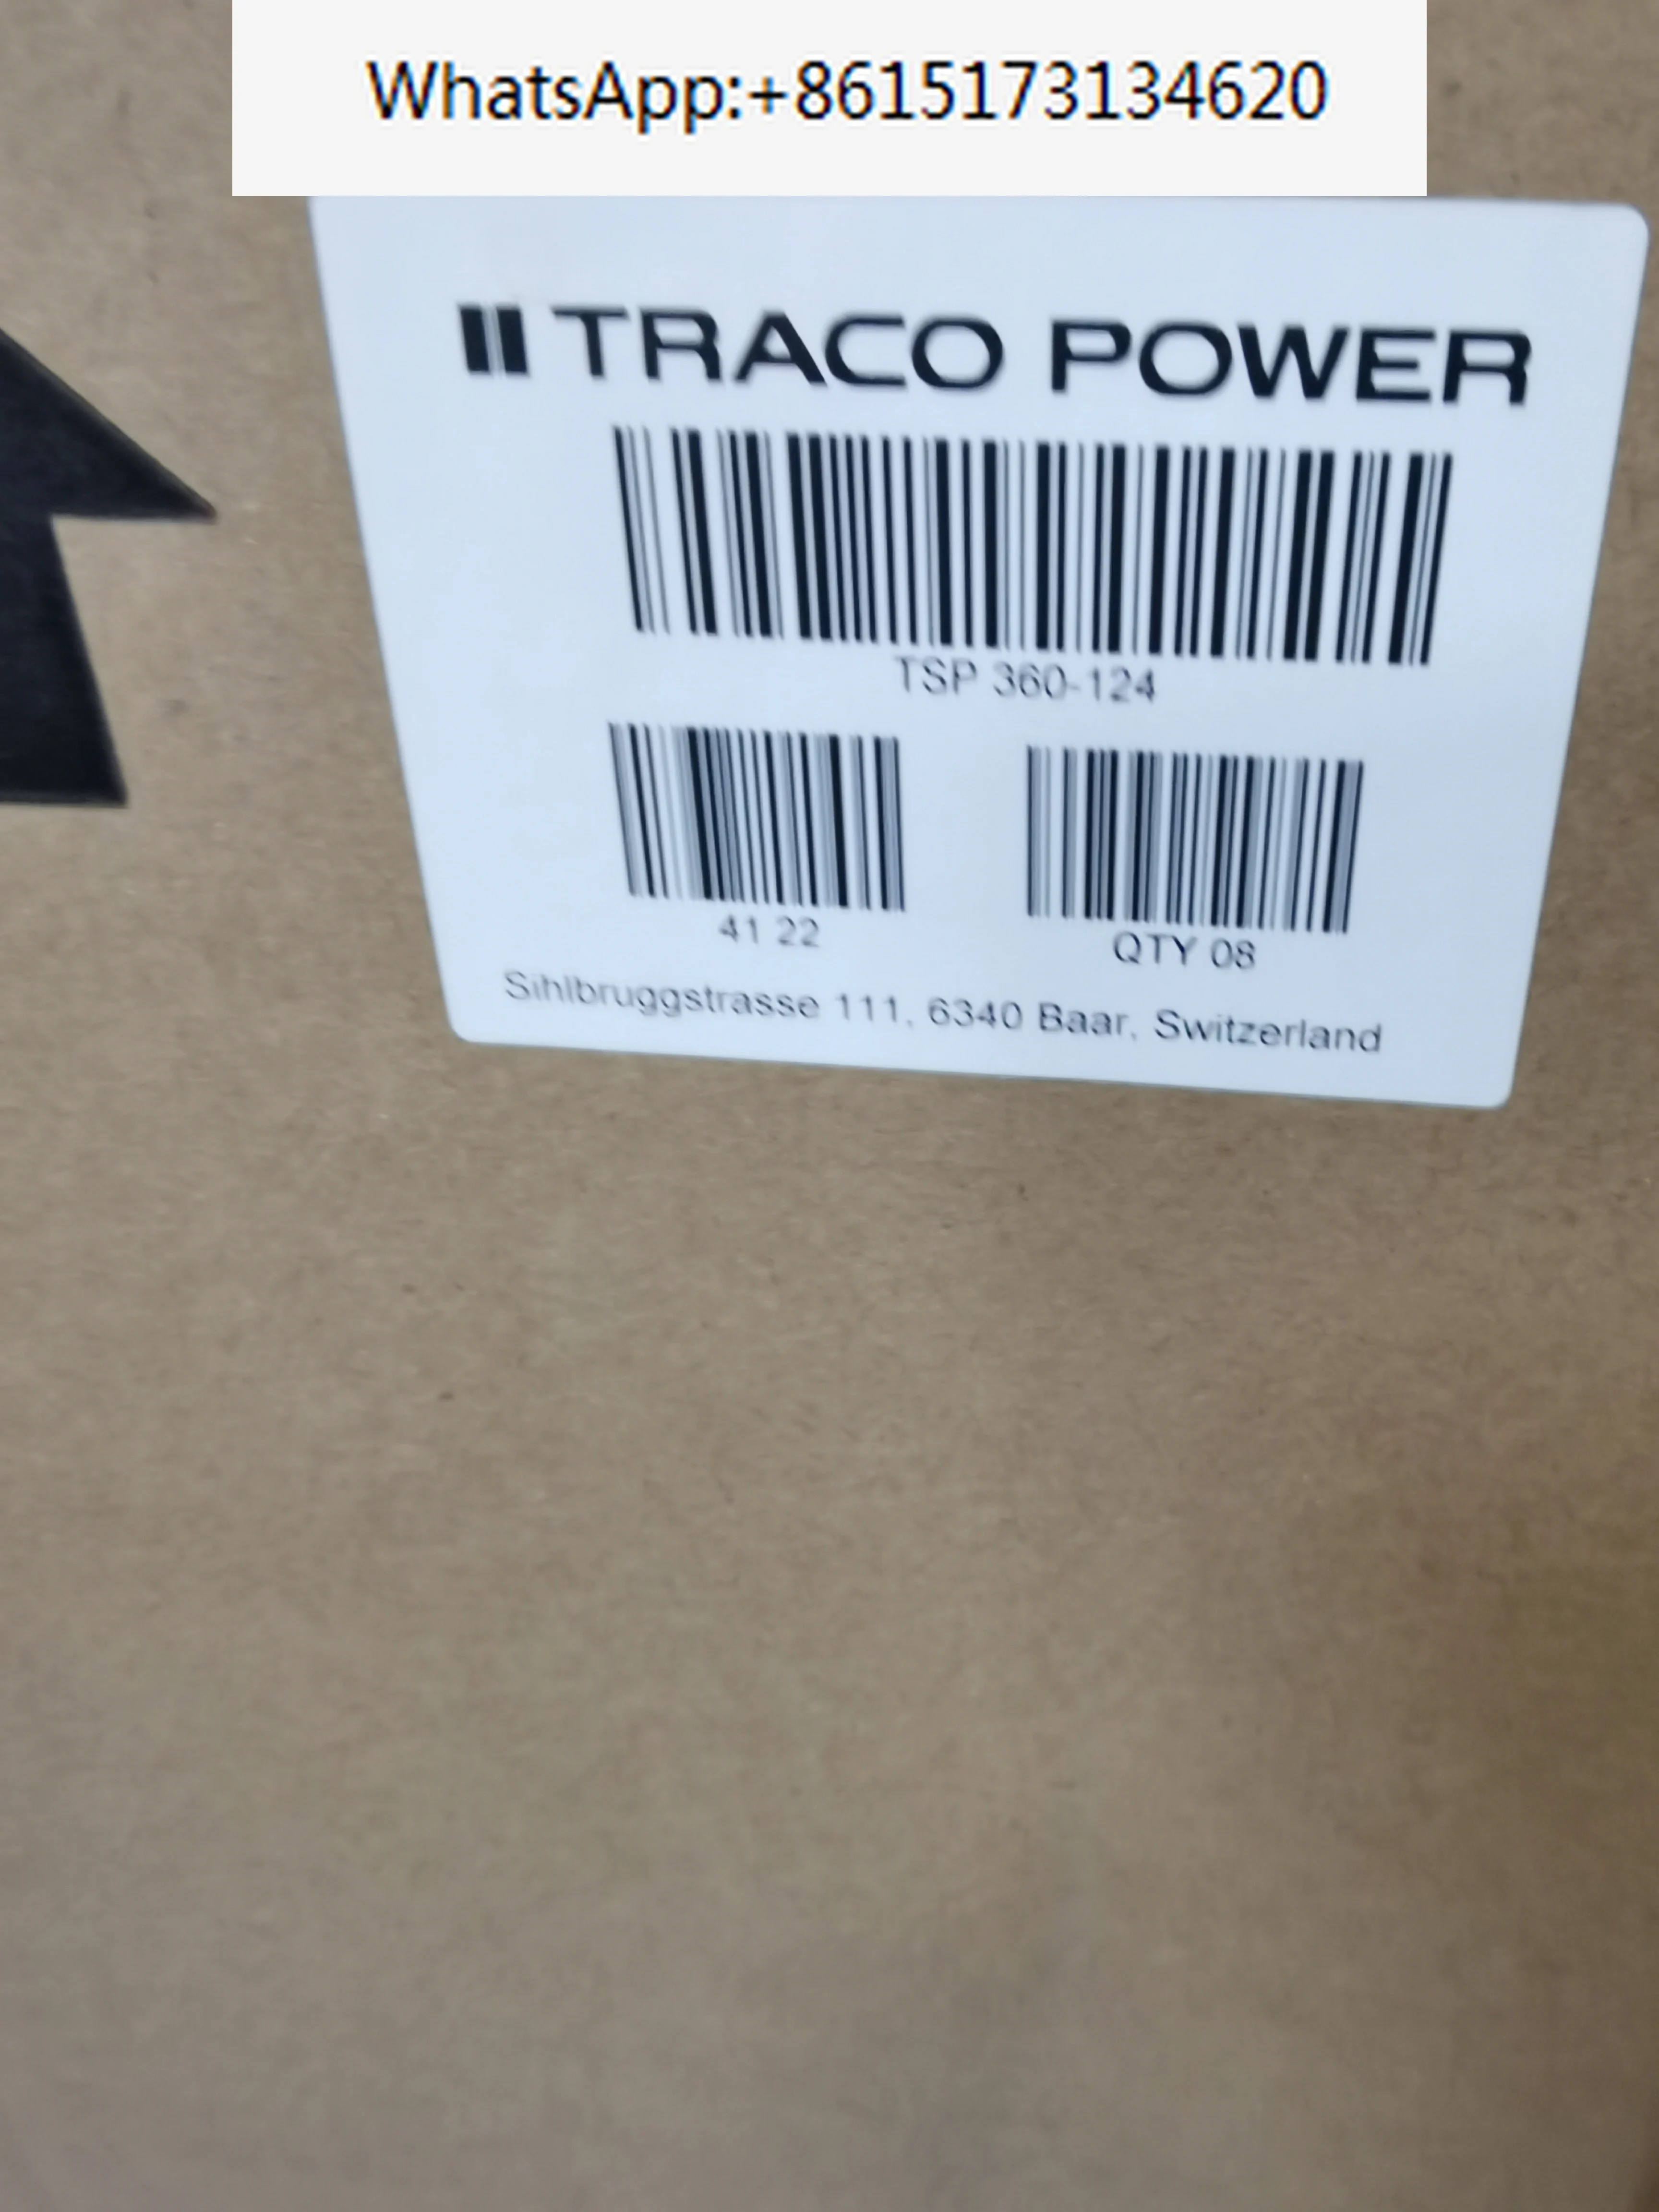 WhatsApp:+8615173134620
TRACO POWER
TSP 360-124
41 22
QTY 08
Sihlbruggstrasse 111, 6340 Baar, Switzerland